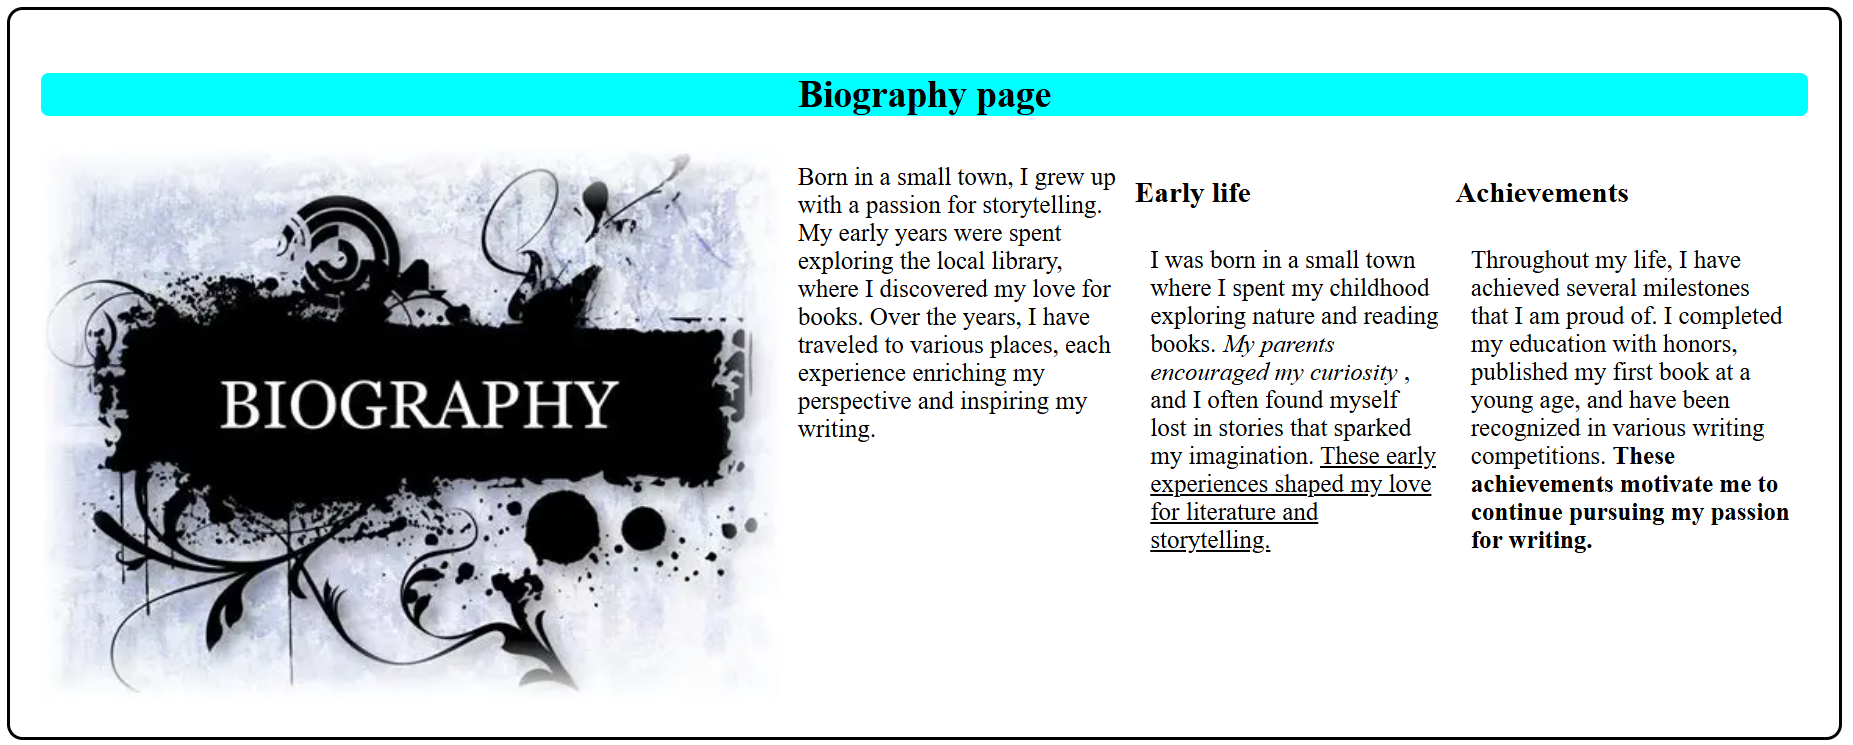 Biography page
BIOGRAPHY
Born in a small town, I grew up
with a passion for storytelling.
My early years were spent
exploring the local library,
where I discovered my love for
books. Over the years, I have
traveled to various places, each
experience enriching my
perspective and inspiring my
writing.
Early life
I was born in a small town
where I spent my childhood
exploring nature and reading
books. My parents
encouraged my curiosity ,
and I often found myself
lost in stories that sparked
my imagination. These early
experiences shaped my love
for literature and
storytelling.
Achievements
Throughout my life, I have
achieved several milestones
that I am proud of. I completed
my education with honors,
published my first book at a
young age, and have been
recognized in various writing
competitions. These
achievements motivate me to
continue pursuing my passion
for writing.